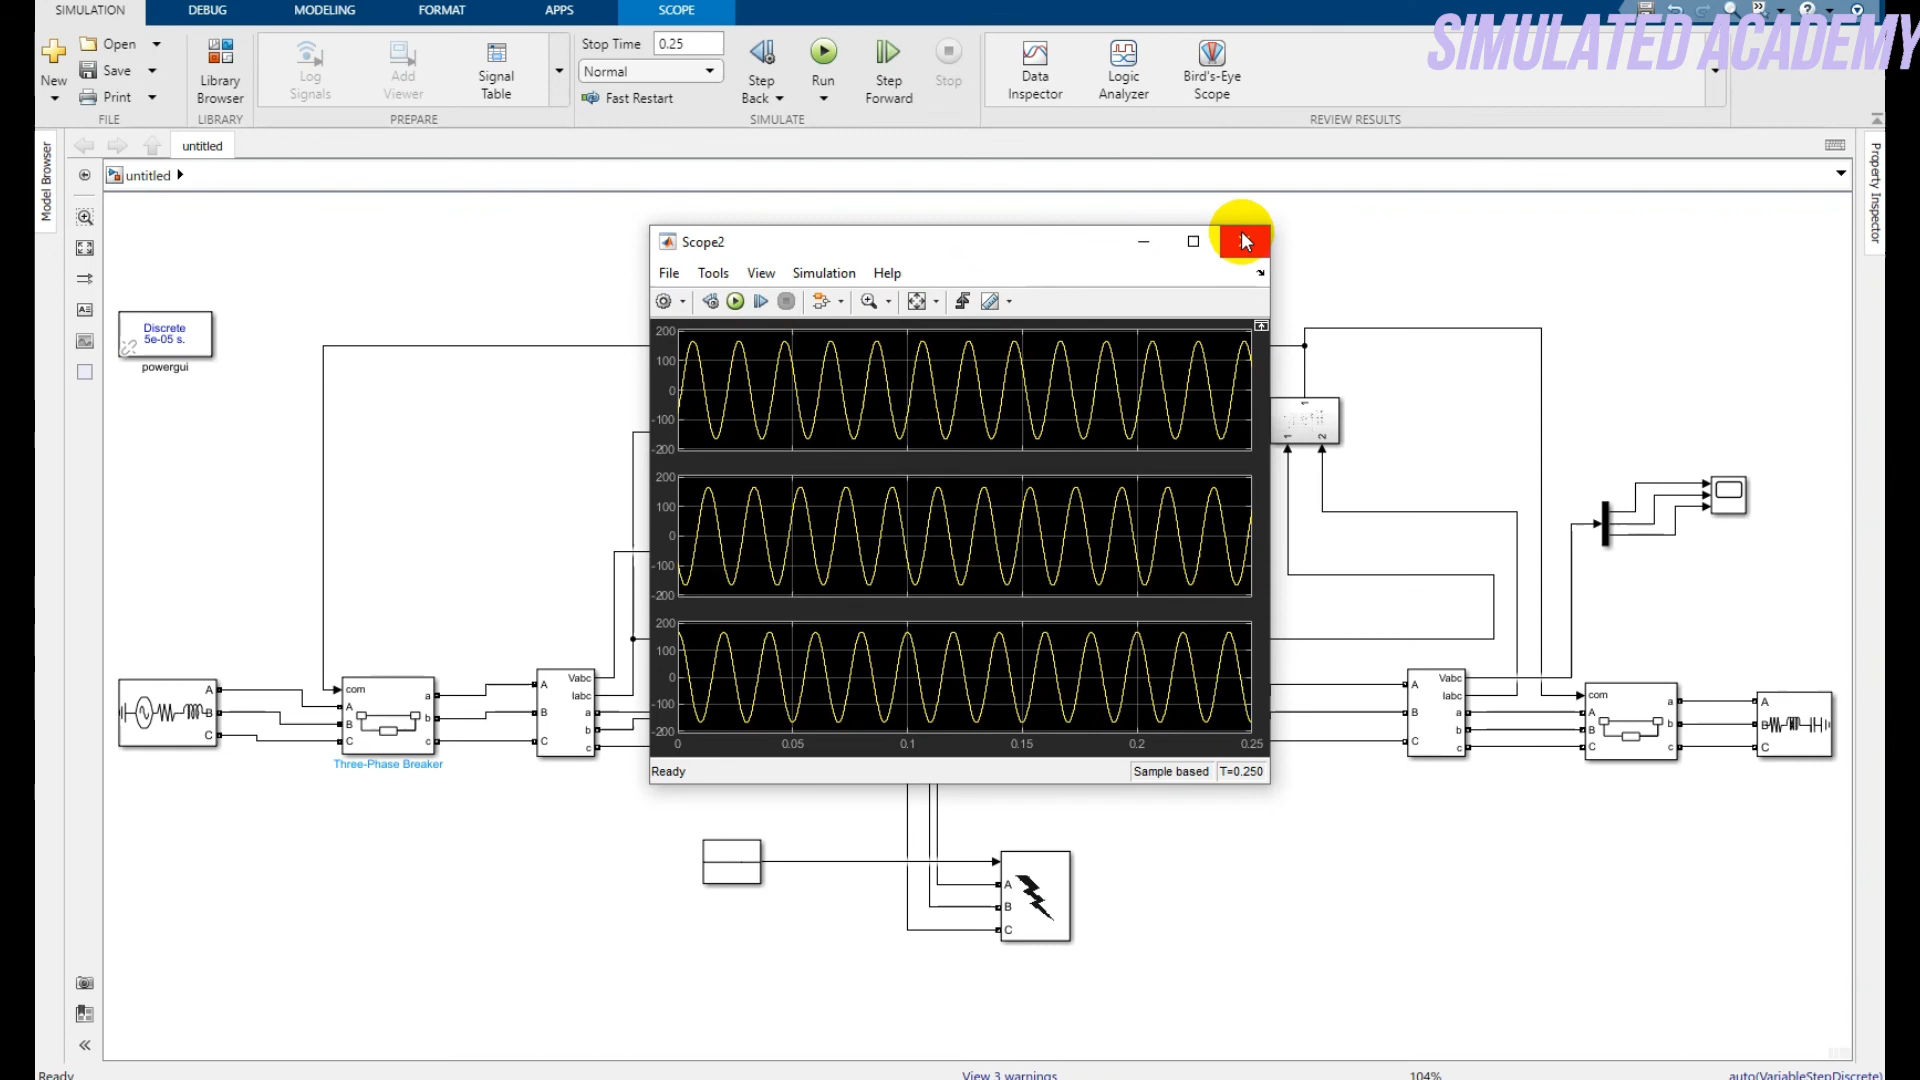 SIMULATION DEBUG MODELING FORMAT APPS SCOPE
SIMULATED ACADEMY
New
Open
Save
Print
FILE
Library
Browser
LIBRARY
Log
Signals
Add
Viewer
Signal
Table
PREPARE
Stop Time 0.25
Normal
Fast Restart
Step
Back
Run
Step
Forward
Stop
SIMULATE
Data
Inspector
Logic
Analyzer
Bird's-Eye
Scope
REVIEW RESULTS
untitled
untitled
Model Browser
Property Inspector
Discrete
5e-05 s.
powergui
Scope2
File Tools View Simulation Help
200
100
0
-100
-200
200
100
0
-100
-200
200
100
0
-100
-200
0 0.05 0.1 0.15 0.2 0.25
Ready Sample based T=0.250
1
1 2
A
B
C
com
A
B
C
a
b
c
Three-Phase Breaker
A
B
C
Vabc
Iabc
a
b
c
A
B
C
Vabc
Iabc
a
b
c
com
A
B
C
a
b
c
A
B
C
A
B
C
Ready View 3 warnings 104% auto(VariableStepDiscrete)